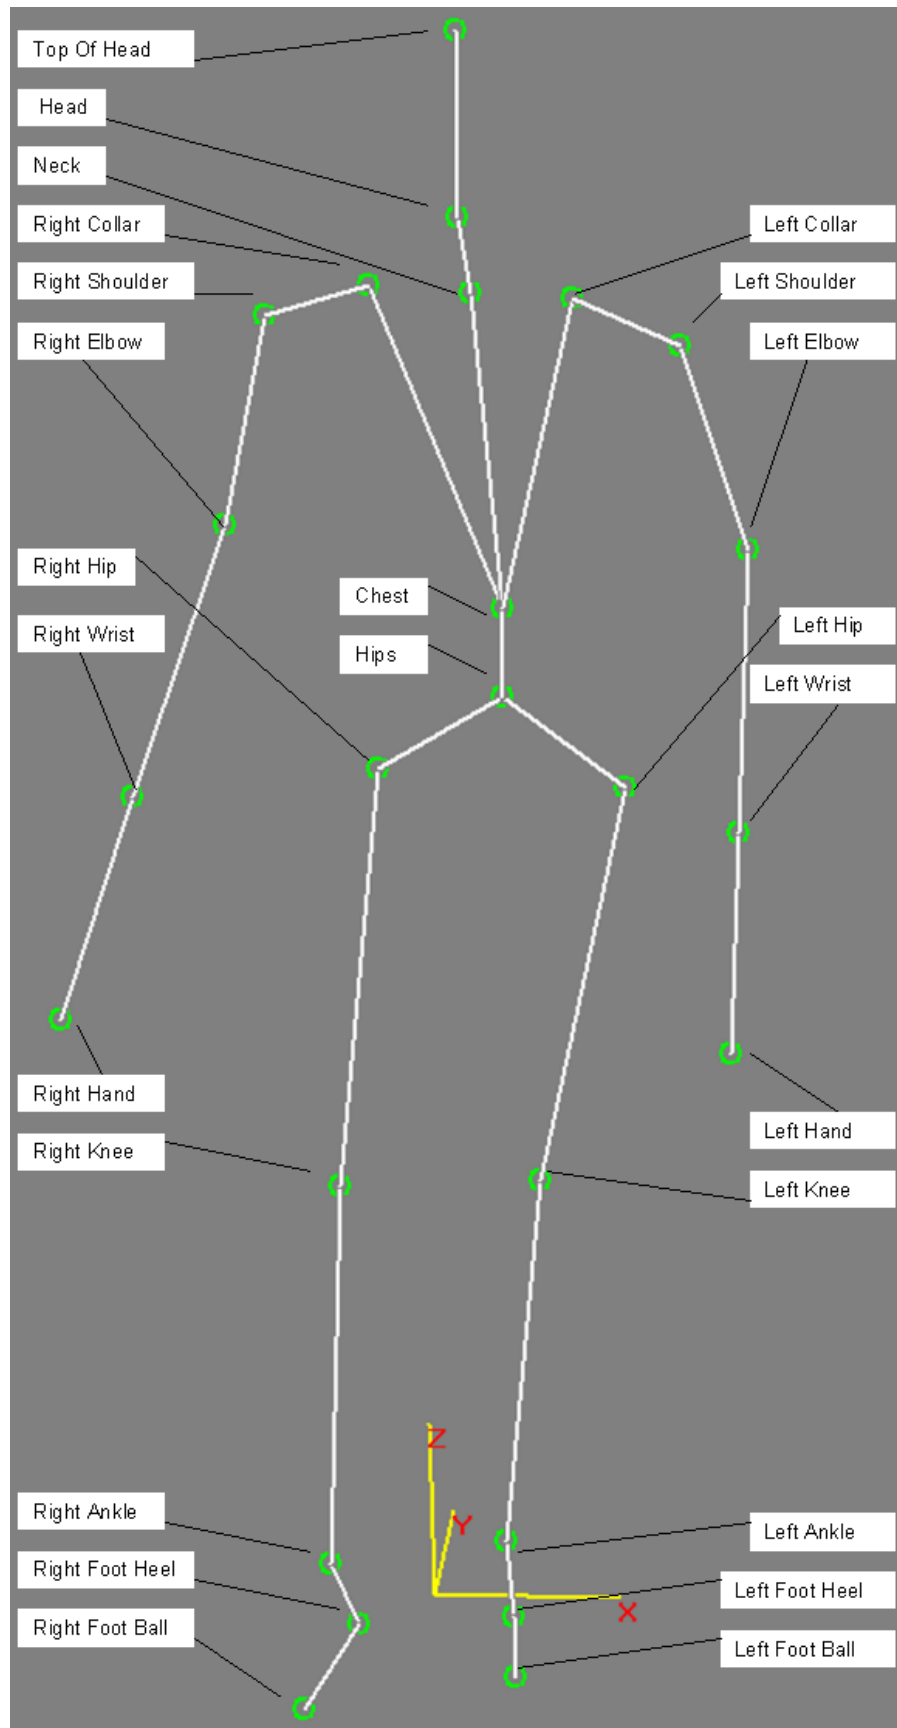 Top Of Head
Head
Neck
Right Collar
Left Collar
Right Shoulder
Left Shoulder
Right Elbow
Left Elbow
Right Hip
Chest
Left Hip
Right Wrist
Hips
Left Wrist
Right Hand
Left Hand
Right Knee
Left Knee
Z
Right Ankle
Y
Left Ankle
Right Foot Heel
Left Foot Heel
X
Right Foot Ball
Left Foot Ball